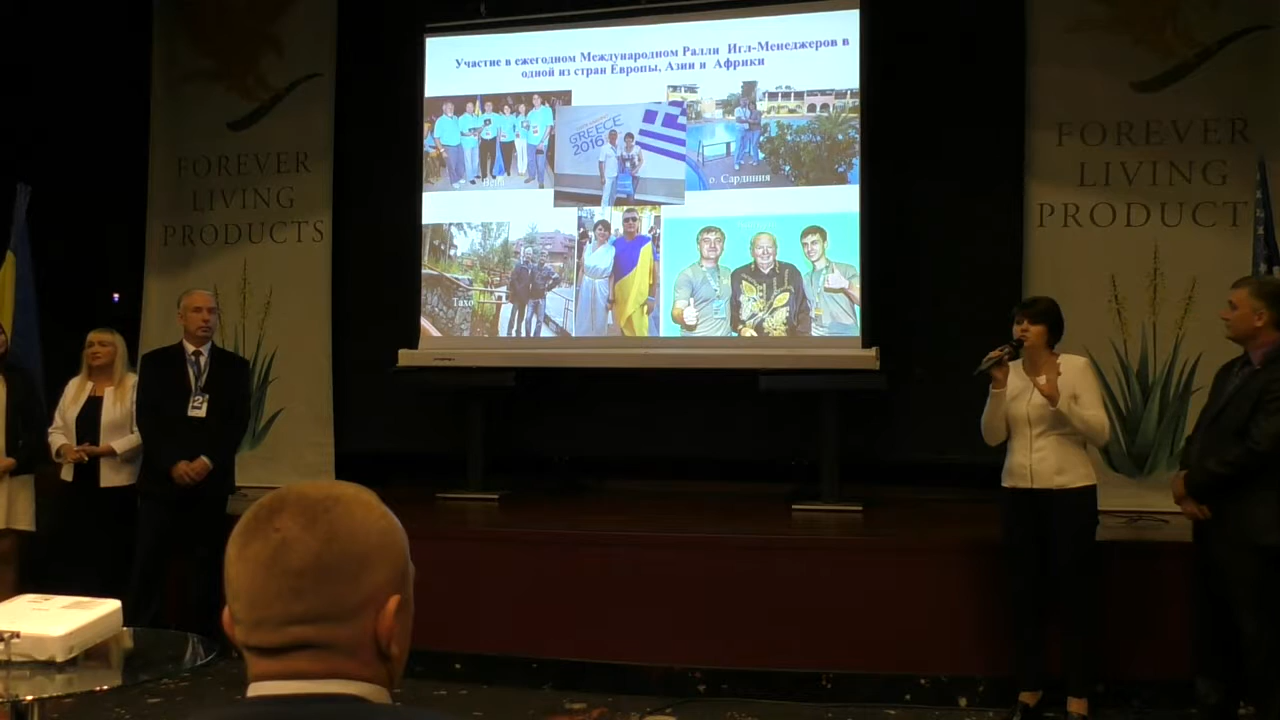 Участие в ежегодном Международном Ралли Игл-Менеджеров в
одной из стран Европы, Азии и Африки
GREECE
2016
о. Сардиния
Тахо
FOREVER
LIVING
PRODUCTS
2
FOREVER
LIVING
PRODUCT